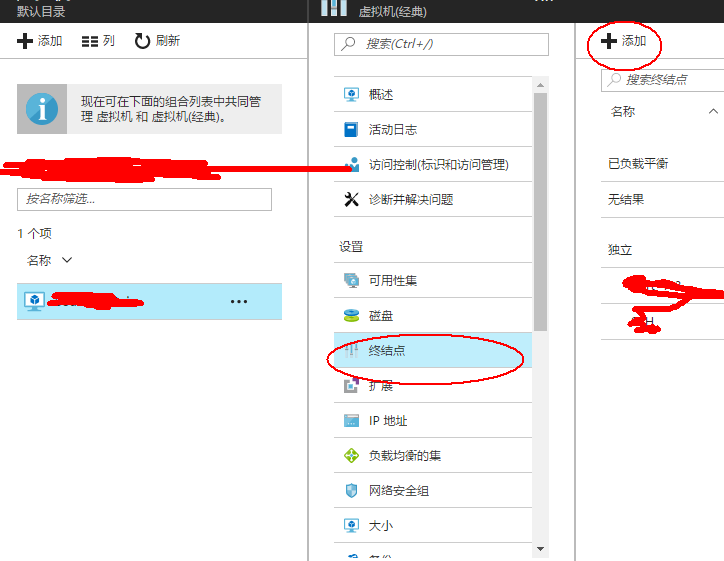 默认目录
添加 列 刷新
现在可在下面的组合列表中共同管
理 虚拟机 和 虚拟机(经典)。
按名称筛选...
1 个项
名称
虚拟机(经典)
搜索(Ctrl+/)
概述
活动日志
访问控制(标识和访问管理)
诊断并解决问题
设置
可用性集
磁盘
终结点
扩展
IP 地址
负载均衡的集
网络安全组
大小
添加
搜索终结点
名称
已负载平衡
无结果
独立